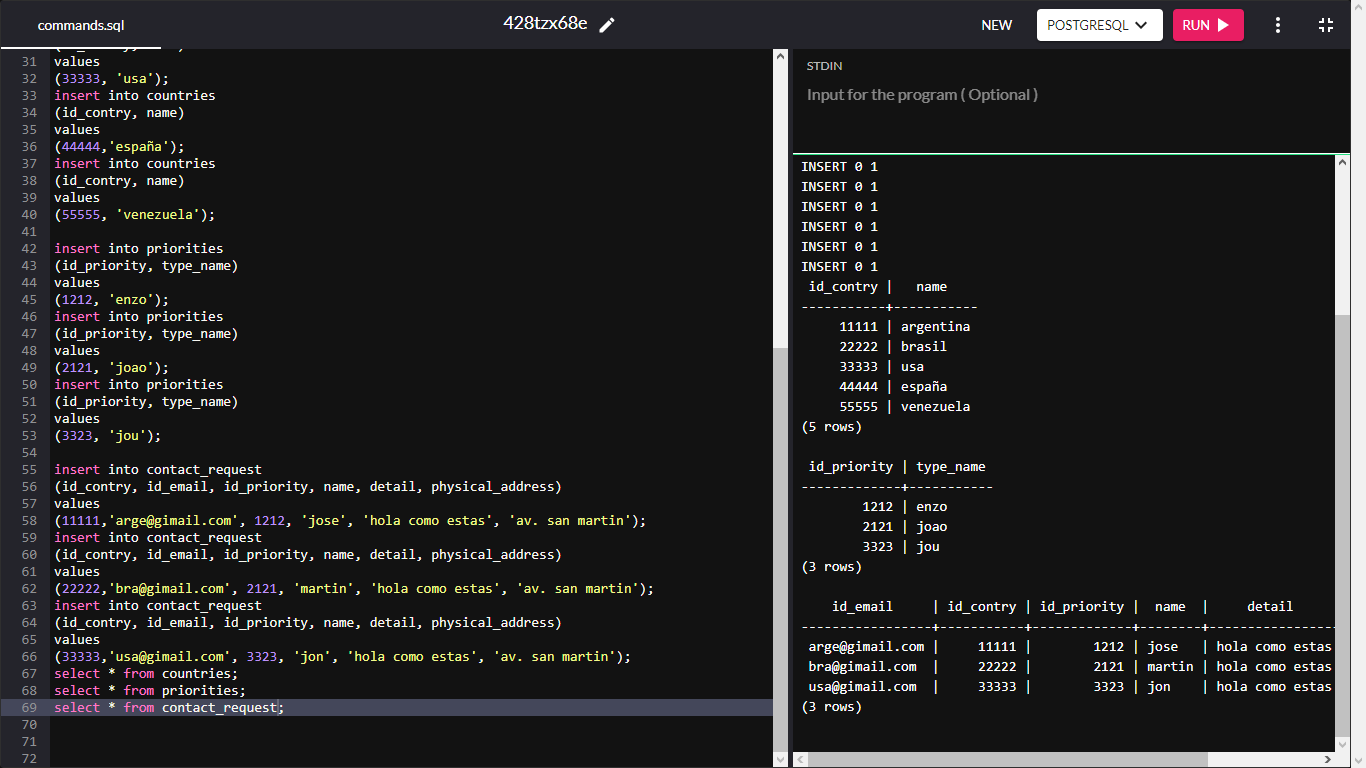 commands.sql
428tzx68e
NEW
POSTGRESQL
RUN
31 values
32 (33333, 'usa');
33 insert into countries
34 (id_contry, name)
35 values
36 (44444,'españa');
37 insert into countries
38 (id_contry, name)
39 values
40 (55555, 'venezuela');
41
42 insert into priorities
43 (id_priority, type_name)
44 values
45 (1212, 'enzo');
46 insert into priorities
47 (id_priority, type_name)
48 values
49 (2121, 'joao');
50 insert into priorities
51 (id_priority, type_name)
52 values
53 (3323, 'jou');
54
55 insert into contact_request
56 (id_contry, id_email, id_priority, name, detail, physical_address)
57 values
58 (11111,'arge@gimail.com', 1212, 'jose', 'hola como estas', 'av. san martin');
59 insert into contact_request
60 (id_contry, id_email, id_priority, name, detail, physical_address)
61 values
62 (22222,'bra@gimail.com', 2121, 'martin', 'hola como estas', 'av. san martin');
63 insert into contact_request
64 (id_contry, id_email, id_priority, name, detail, physical_address)
65 values
66 (33333,'usa@gimail.com', 3323, 'jon', 'hola como estas', 'av. san martin');
67 select * from countries;
68 select * from priorities;
69 select * from contact_request;
70
71
72
STDIN
Input for the program ( Optional )
INSERT 0 1
INSERT 0 1
INSERT 0 1
INSERT 0 1
INSERT 0 1
INSERT 0 1
id_contry | name
-----------+-----------
11111 | argentina
22222 | brasil
33333 | usa
44444 | españa
55555 | venezuela
(5 rows)
id_priority | type_name
-------------+-----------
1212 | enzo
2121 | joao
3323 | jou
(3 rows)
id_email | id_contry | id_priority | name | detail
-----------------+-----------+-------------+--------+-----------------
arge@gimail.com | 11111 | 1212 | jose | hola como estas
bra@gimail.com | 22222 | 2121 | martin | hola como estas
usa@gimail.com | 33333 | 3323 | jon | hola como estas
(3 rows)